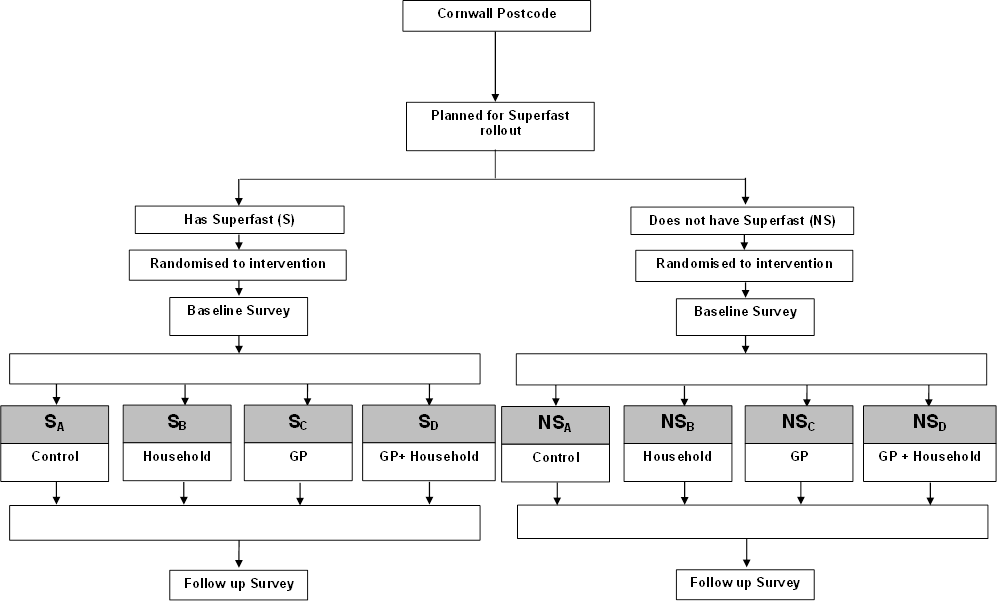 Cornwall Postcode
Planned for Superfast
rollout
Has Superfast (S)
Does not have Superfast (NS)
Randomised to intervention
Randomised to intervention
Baseline Survey
Baseline Survey
SA
SB
SC
SD
NSA
NSB
NSC
NSD
Control
Household
GP
GP+ Household
Control
Household
GP
GP + Household
Follow up Survey
Follow up Survey